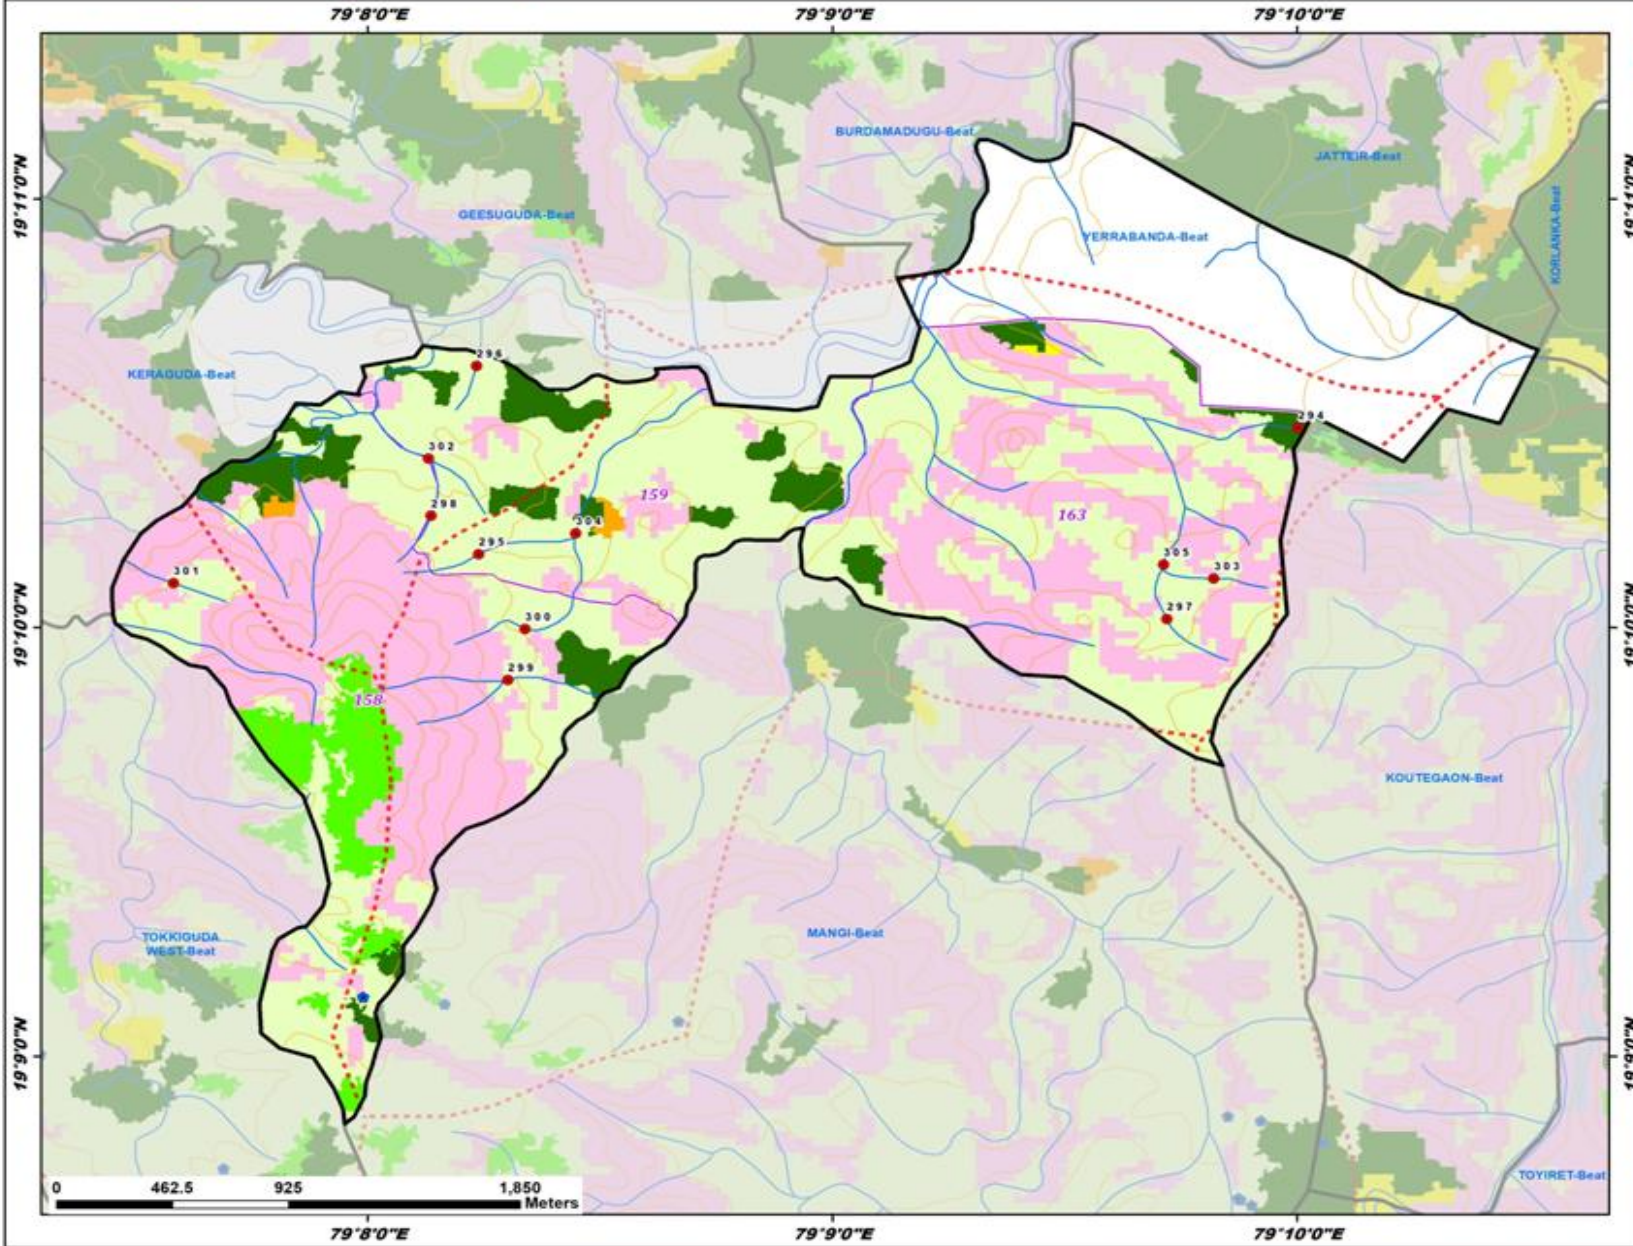 79°8'0"E
79°9'0"E
79°10'0"E
BURDAMADUGU-Beat
JATTEIR-Beat
19°11'0"N
19°11'0"N
KORLANKA-Beat
GEESUGUDA-Beat
YERRABANDA-Beat
296
KERAGUDA-Beat
294
302
159
298
163
304
295
305
301
303
297
19°10'0"N
19°10'0"N
300
299
158
KOUTEGAON-Beat
TOKKIGUDA
WEST-Beat
MANGI-Beat
19°9'0"N
19°9'0"N
TOYIRET-Beat
0 462.5 925 1,850
Meters
79°8'0"E
79°9'0"E
79°10'0"E